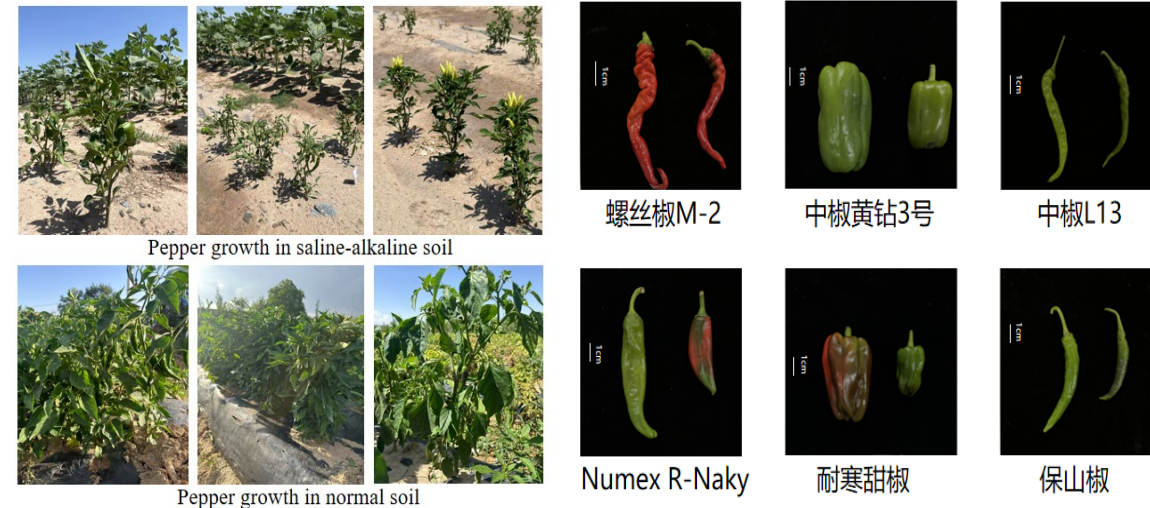 1cm
1cm
1cm
螺丝椒M-2
中椒黄钻3号
中椒L13
Pepper growth in saline-alkaline soil
1cm
1cm
1cm
Numex R-Naky
耐寒甜椒
保山椒
Pepper growth in normal soil